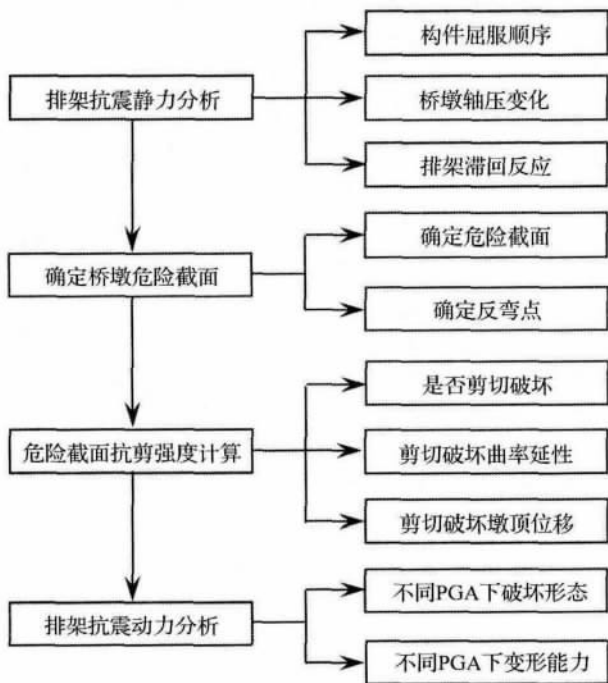 构件屈服顺序
排架抗震静力分析
桥墩轴压变化
排架滞回反应
确定危险截面
确定桥墩危险截面
确定反弯点
是否剪切破坏
危险截面抗剪强度计算
剪切破坏曲率延性
剪切破坏墩顶位移
不同PGA下破坏形态
排架抗震动力分析
不同PGA下变形能力